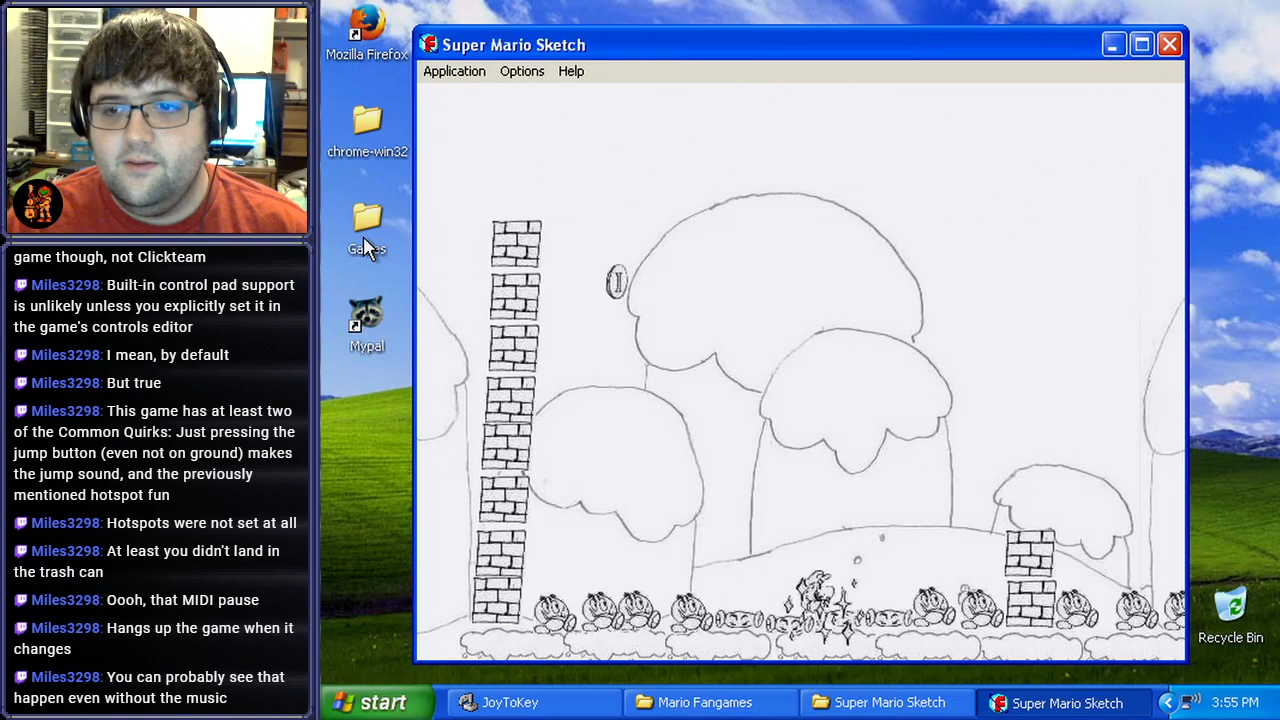 game though, not Clickteam
Miles3298: Built-in control pad support
is unlikely unless you explicitly set it in
the game's controls editor
Miles3298: I mean, by default
Miles3298: But true
Miles3298: This game has at least two
of the Common Quirks: Just pressing the
jump button (even not on ground) makes
the jump sound, and the previously
mentioned hotspot fun
Miles3298: Hotspots were not set at all
Miles3298: At least you didn't land in
the trash can
Miles3298: Oooh, that MIDI pause
Miles3298: Hangs up the game when it
changes
Miles3298: You can probably see that
happen even without the music
Mozilla Firefox
chrome-win32
Games
Mypal
Super Mario Sketch
Application Options Help
Recycle Bin
start
JoyToKey
Mario Fangames
Super Mario Sketch
Super Mario Sketch
3:55 PM